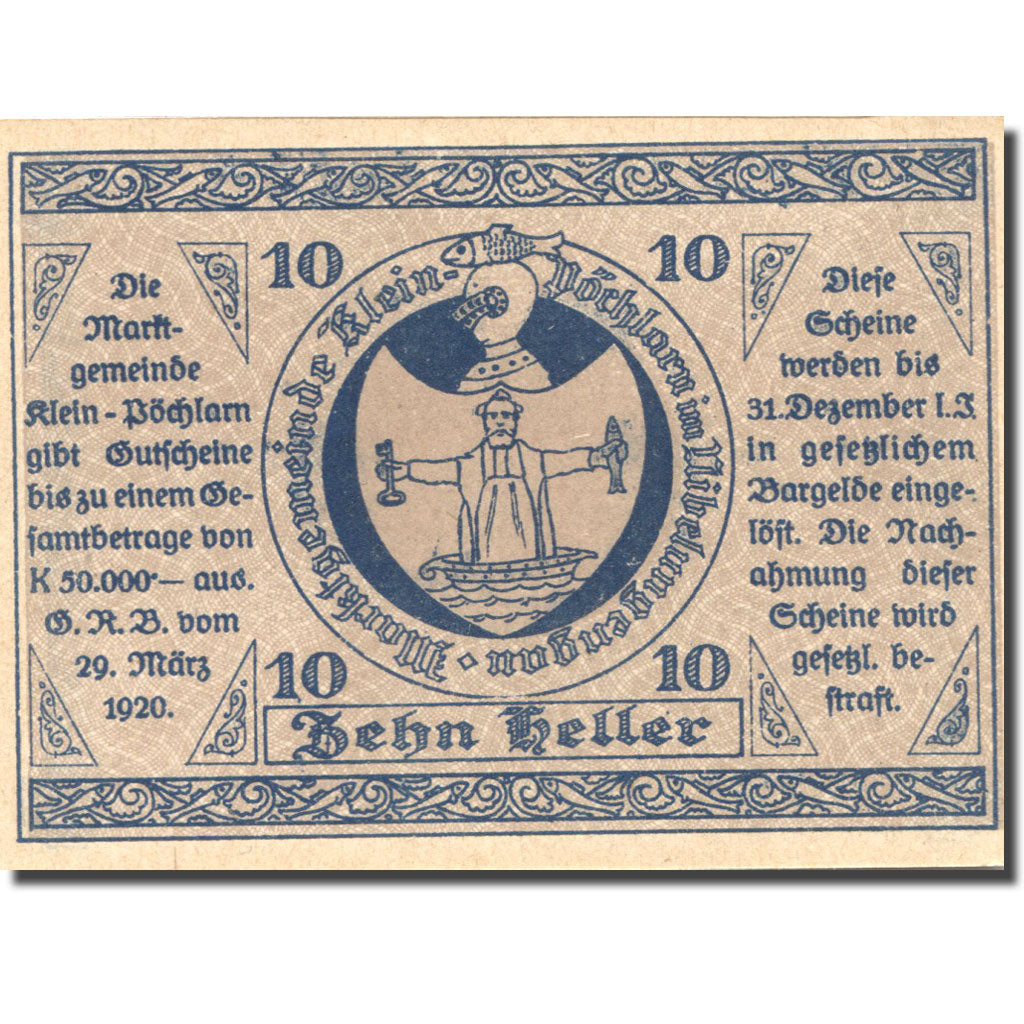 10
10
Die
Markt-
gemeinde
Klein-Pöchlarn
gibt Gutscheine
bis zu einem Ge-
samtbetrage von
K 50.000·— aus.
G. R. B. vom
29. März
1920.
Marktgemeinde Klein-Pöchlarn im Nibelungengau ·
Diese
Scheine
werden bis
31. Dezember l. J.
in gesetzlichem
Bargelde einge-
löst. Die Nach-
ahmung dieser
Scheine wird
gesetzl. be-
straft.
10
10
Zehn Heller